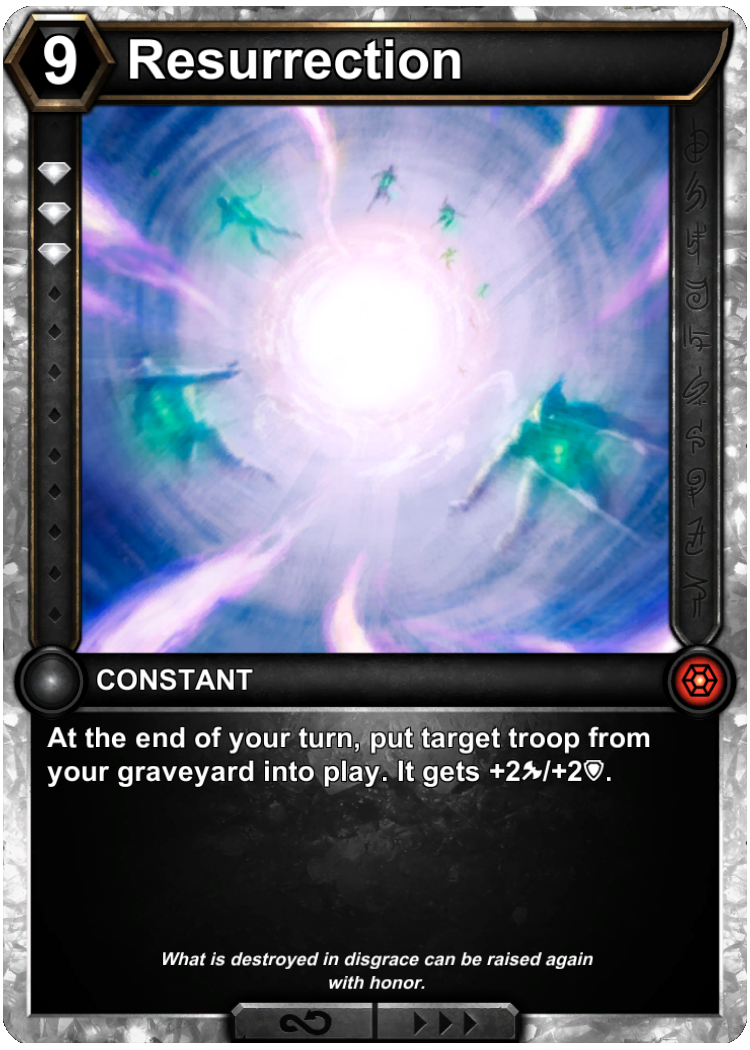 9 Resurrection
CONSTANT
At the end of your turn, put target troop from
your graveyard into play. It gets +2/+2.
What is destroyed in disgrace can be raised again
with honor.